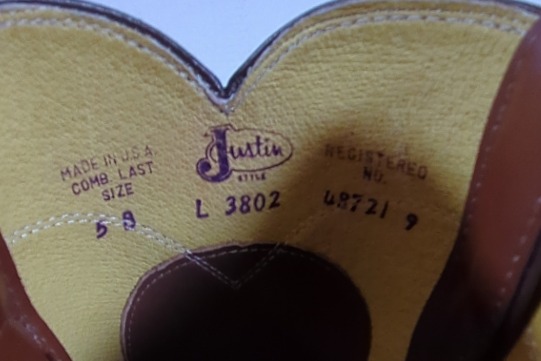 MADE IN U.S.A.
COMB LAST
SIZE
5 B
Justin
STYLE
L 3802
REGISTERED
NO.
48721 9